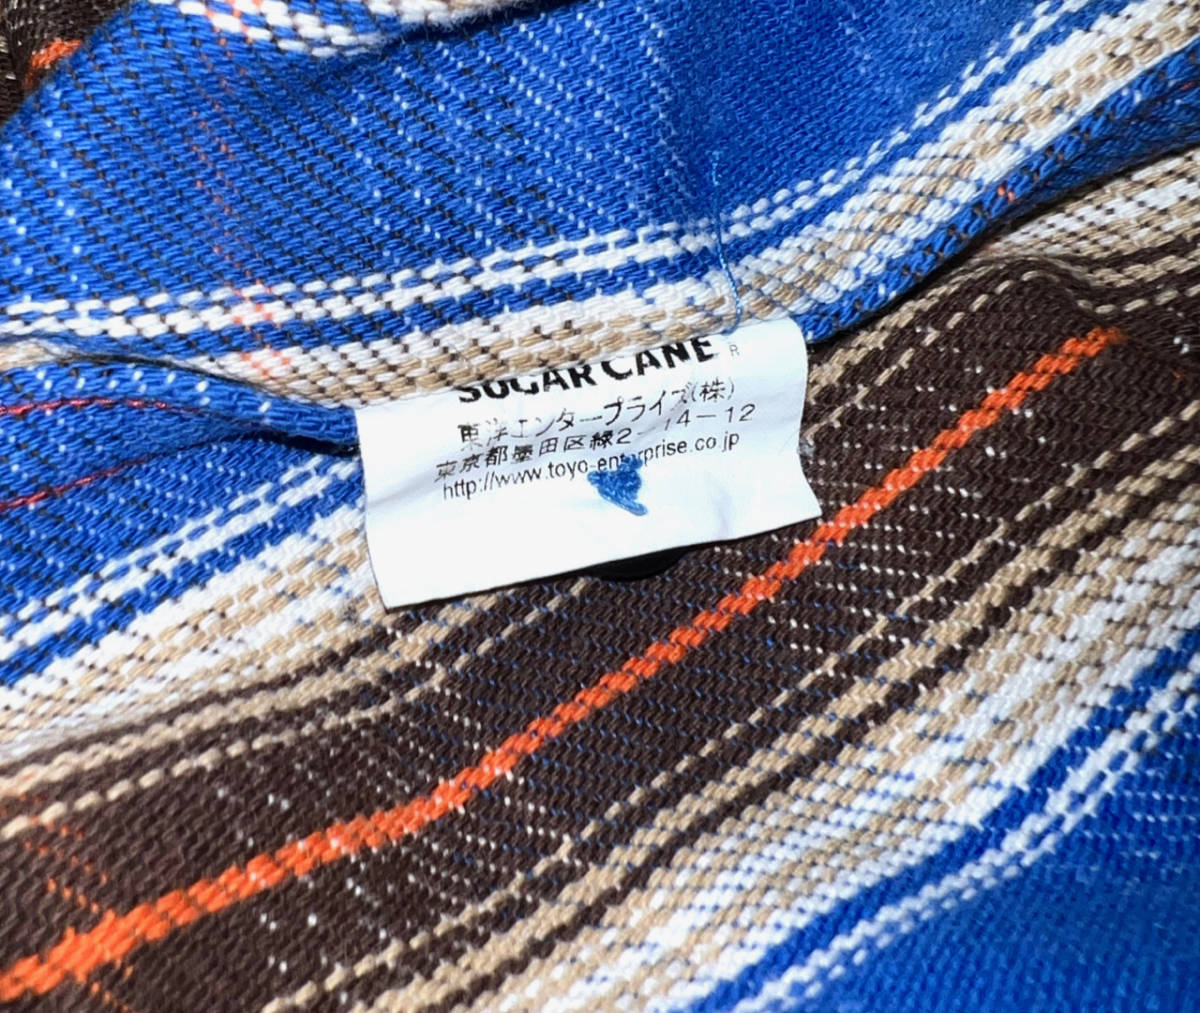 SUGAR CANE ®
東洋エンタープライズ(株)
東京都墨田区緑2-14-12
http://www.toyo-enterprise.co.jp